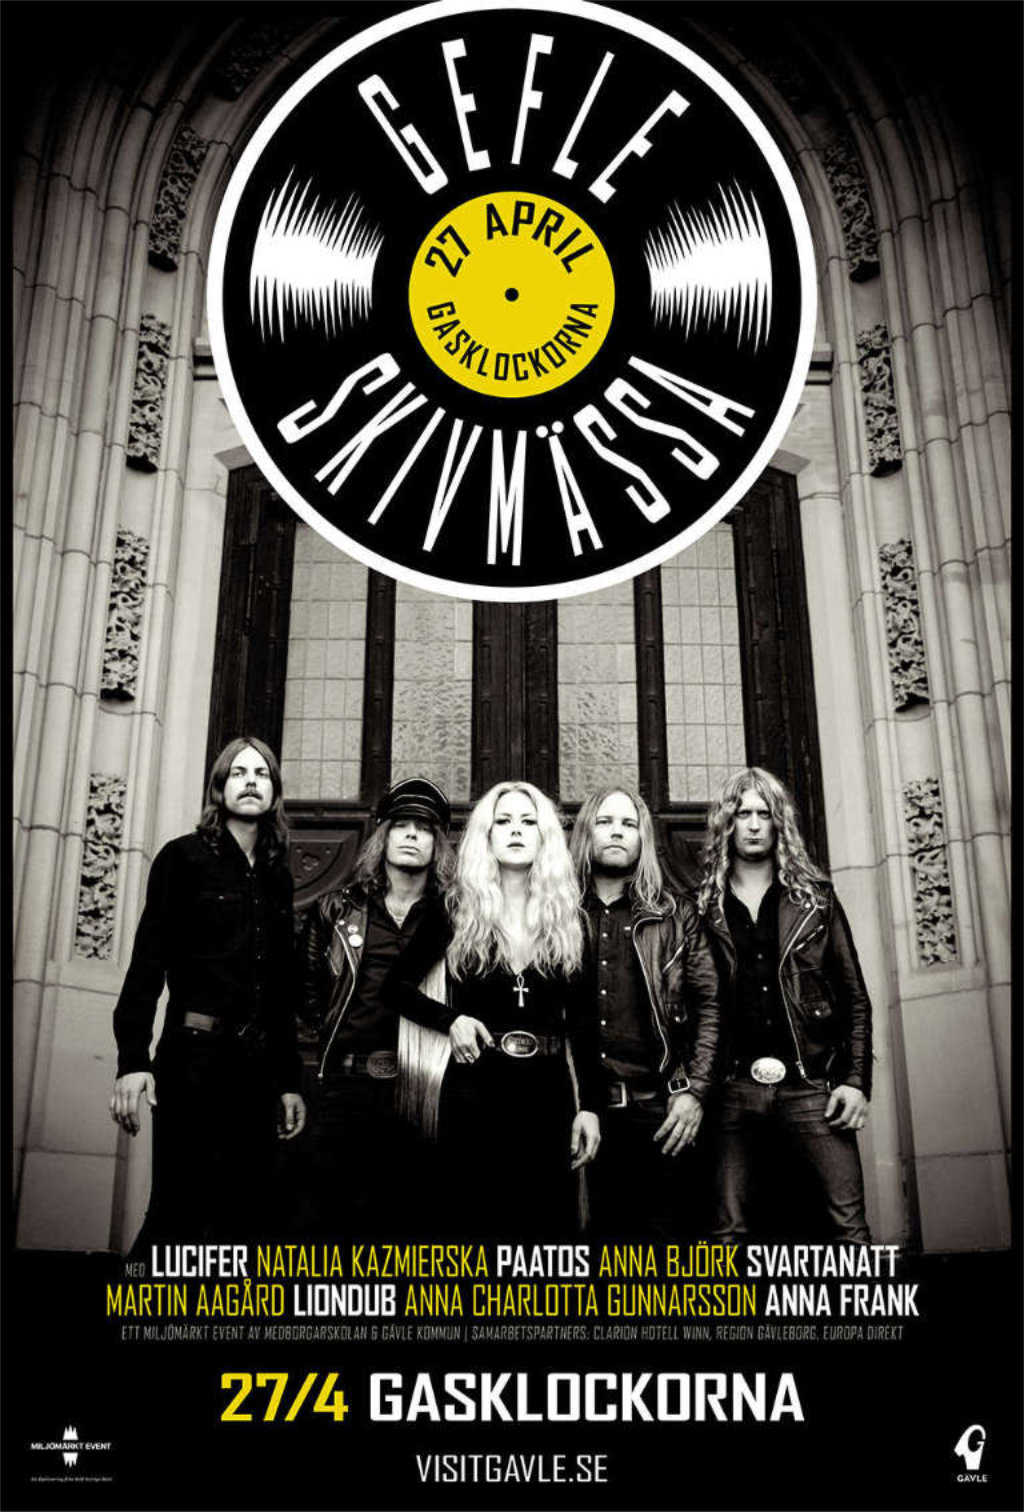 GEFLE
27 APRIL
GASKLOCKORNA
SKIVMÄSSA
MED LUCIFER NATALIA KAZMIERSKA PAATOS ANNA BJÖRK SVARTANATT
MARTIN AAGÅRD LIONDUB ANNA CHARLOTTA GUNNARSSON ANNA FRANK
ETT MILJÖMÄRKT EVENT AV MEDBORGARSKOLAN & GÄVLE KOMMUN | SAMARBETSPARTNERS: CLARION HOTELL WINN, REGION GÄVLEBORG, EUROPA DIREKT
27/4 GASKLOCKORNA
MILJÖMÄRKT EVENT
VISITGAVLE.SE
GÄVLE